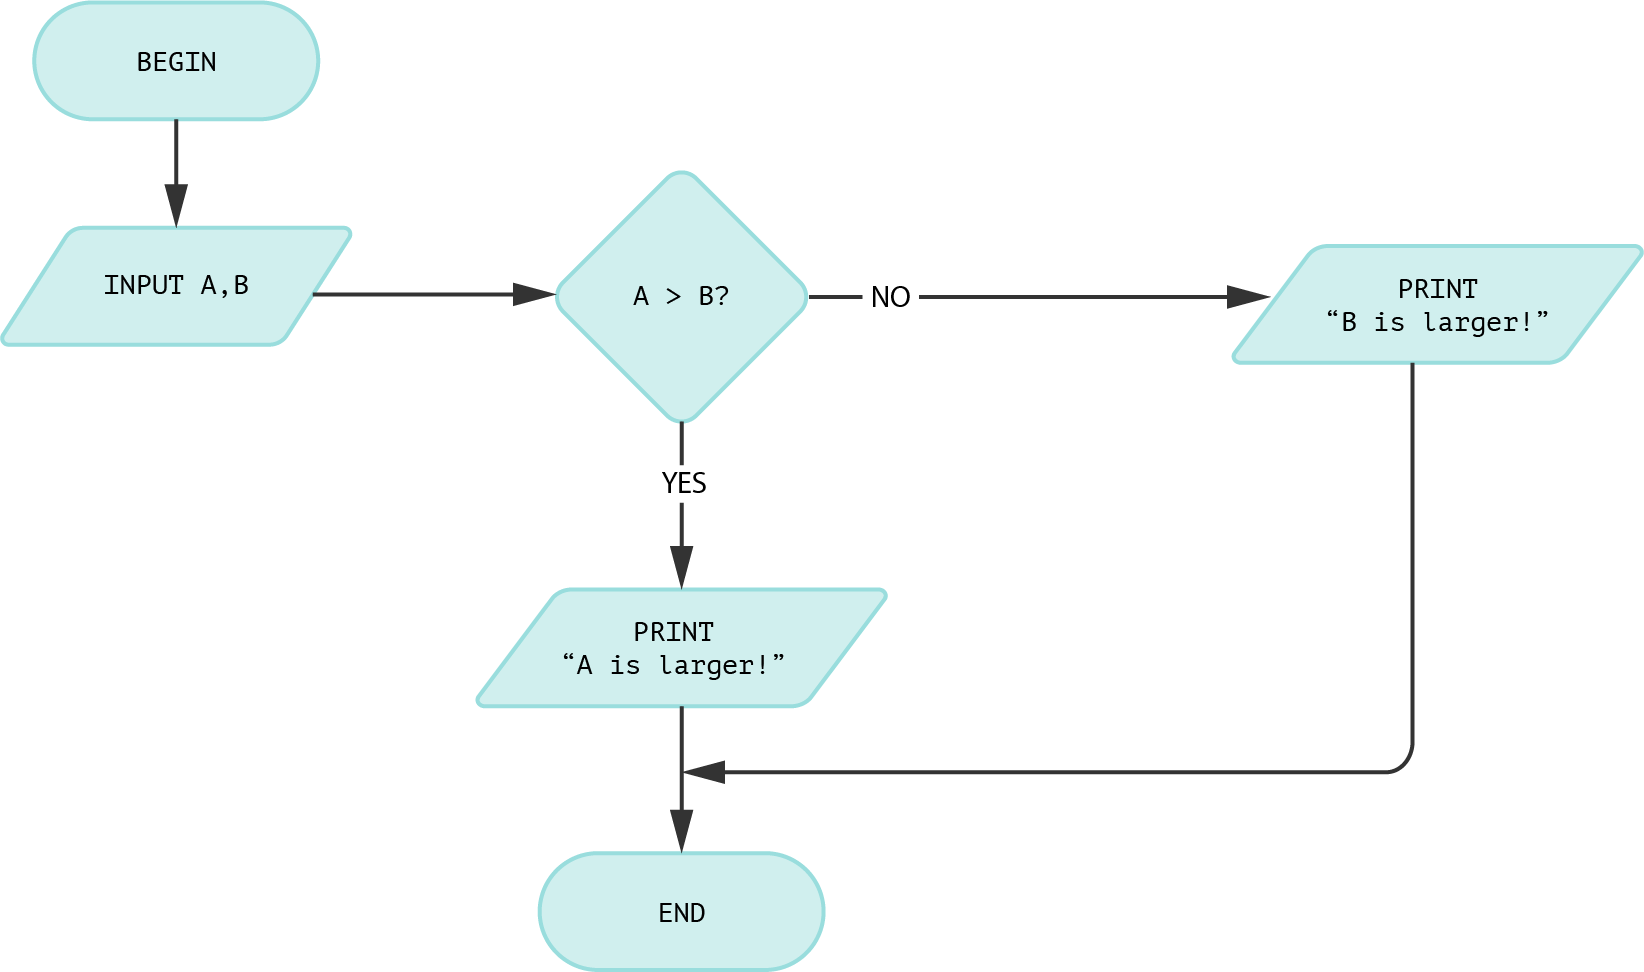 BEGIN
INPUT A,B
A > B?
NO
PRINT
“B is larger!”
YES
PRINT
“A is larger!”
END